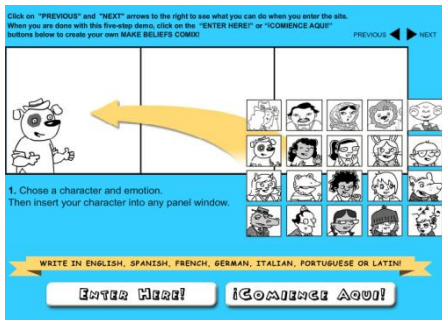 Click on "PREVIOUS" and "NEXT" arrows to the right to see what you can do when you enter the site.
When you are done with this five-step demo, click on the "ENTER HERE!" or "¡COMIENCE AQUI!"
buttons below to create your own MAKE BELIEFS COMIX!
PREVIOUS NEXT
1. Chose a character and emotion.
Then insert your character into any panel window.
WRITE IN ENGLISH, SPANISH, FRENCH, GERMAN, ITALIAN, PORTUGUESE OR LATIN!
ENTER HERE! ¡COMIENCE AQUI!